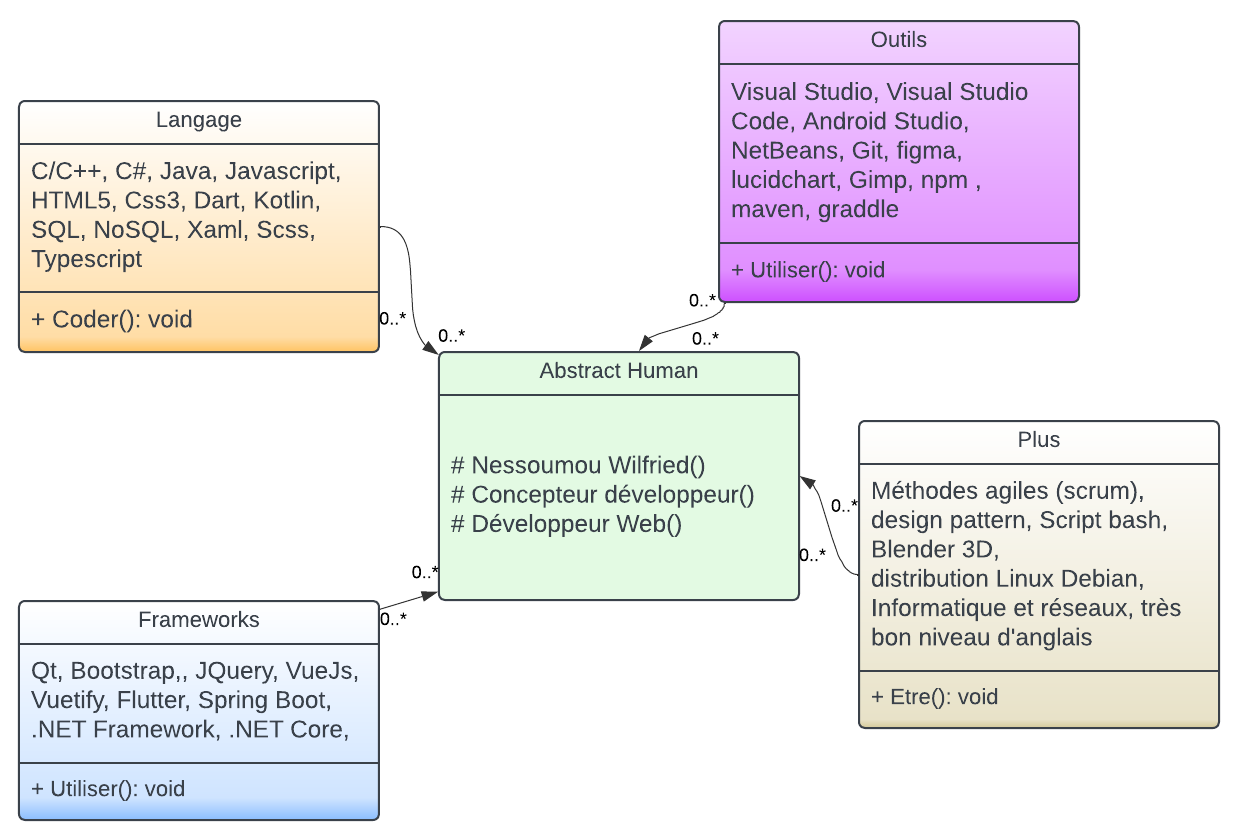 Outils
Visual Studio, Visual Studio
Code, Android Studio,
NetBeans, Git, figma,
lucidchart, Gimp, npm ,
maven, graddle
+ Utiliser(): void
0..*
0..*
Langage
C/C++, C#, Java, Javascript,
HTML5, Css3, Dart, Kotlin,
SQL, NoSQL, Xaml, Scss,
Typescript
+ Coder(): void
0..*
0..*
Abstract Human
# Nessoumou Wilfried()
# Concepteur développeur()
# Développeur Web()
Plus
Méthodes agiles (scrum),
design pattern, Script bash,
Blender 3D,
distribution Linux Debian,
Informatique et réseaux, très
bon niveau d'anglais
+ Etre(): void
0..*
0..*
0..*
0..*
Frameworks
Qt, Bootstrap,, JQuery, VueJs,
Vuetify, Flutter, Spring Boot,
.NET Framework, .NET Core,
+ Utiliser(): void